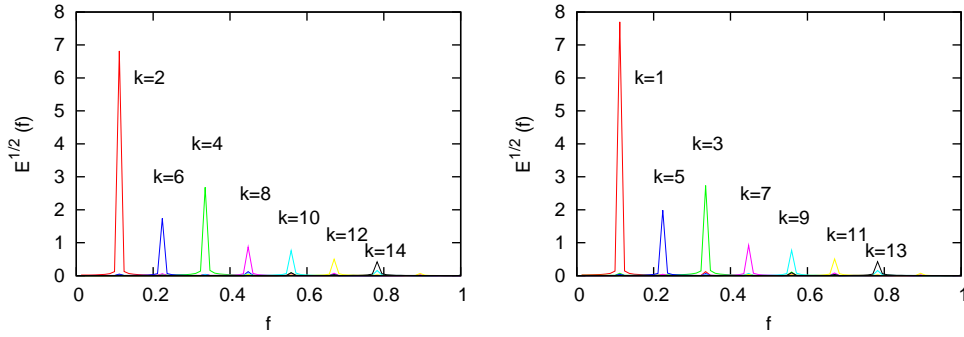 8
7
6
5
4
3
2
1
0
E^{1/2} (f)
k=2
k=4
k=6
k=8
k=10
k=12
k=14
0 0.2 0.4 0.6 0.8 1
f
8
7
6
5
4
3
2
1
0
E^{1/2} (f)
k=1
k=3
k=5
k=7
k=9
k=11
k=13
0 0.2 0.4 0.6 0.8 1
f